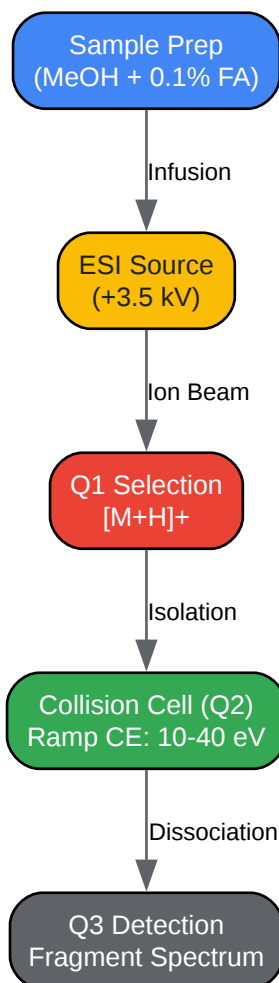 Sample Prep
(MeOH + 0.1% FA)
Infusion
ESI Source
(+3.5 kV)
Ion Beam
Q1 Selection
[M+H]+
Isolation
Collision Cell (Q2)
Ramp CE: 10-40 eV
Dissociation
Q3 Detection
Fragment Spectrum